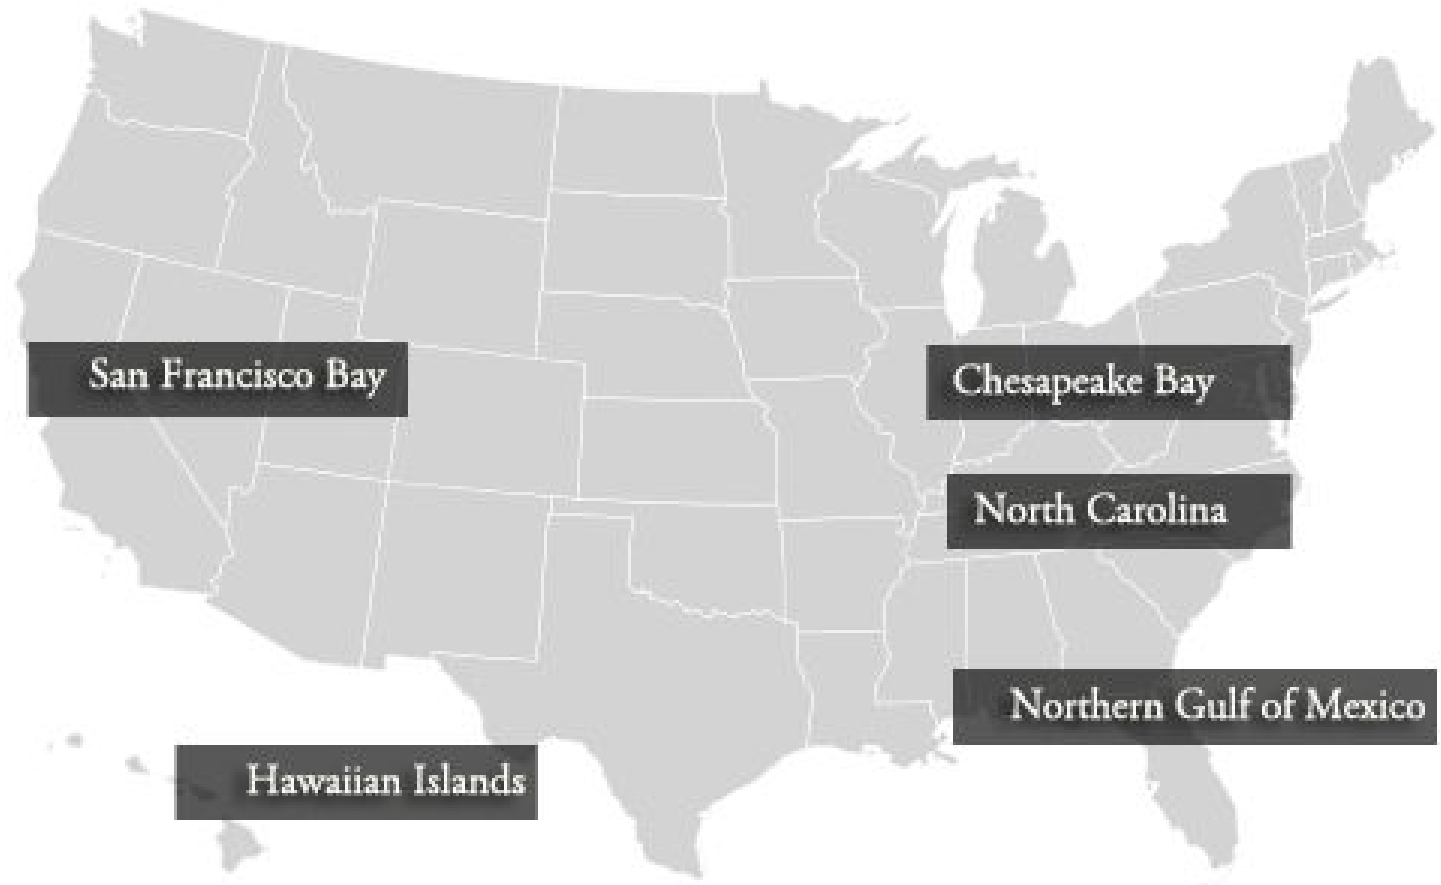 San Francisco Bay
Chesapeake Bay
North Carolina
Northern Gulf of Mexico
Hawaiian Islands